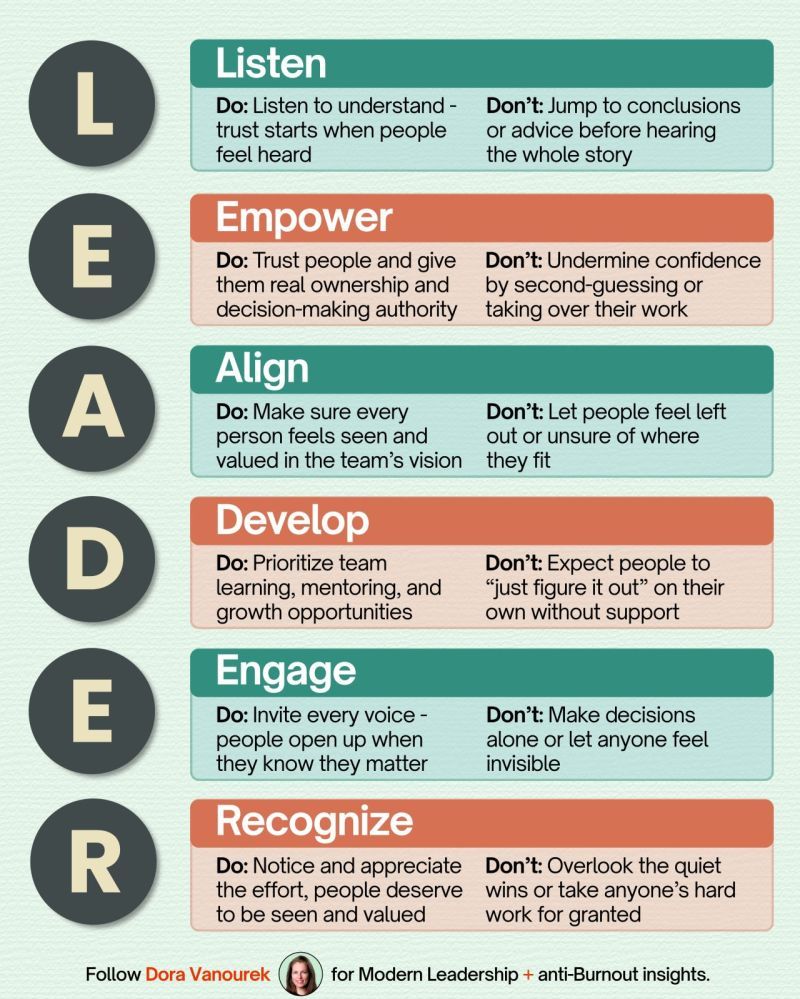 L
Listen
Do: Listen to understand -
trust starts when people
feel heard
Don't: Jump to conclusions
or advice before hearing
the whole story
E
Empower
Do: Trust people and give
them real ownership and
decision-making authority
Don't: Undermine confidence
by second-guessing or
taking over their work
A
Align
Do: Make sure every
person feels seen and
valued in the team's vision
Don't: Let people feel left
out or unsure of where
they fit
D
Develop
Do: Prioritize team
learning, mentoring, and
growth opportunities
Don't: Expect people to
“just figure it out” on their
own without support
E
Engage
Do: Invite every voice -
people open up when
they know they matter
Don't: Make decisions
alone or let anyone feel
invisible
R
Recognize
Do: Notice and appreciate
the effort, people deserve
to be seen and valued
Don't: Overlook the quiet
wins or take anyone's hard
work for granted
Follow Dora Vanourek for Modern Leadership + anti-Burnout insights.